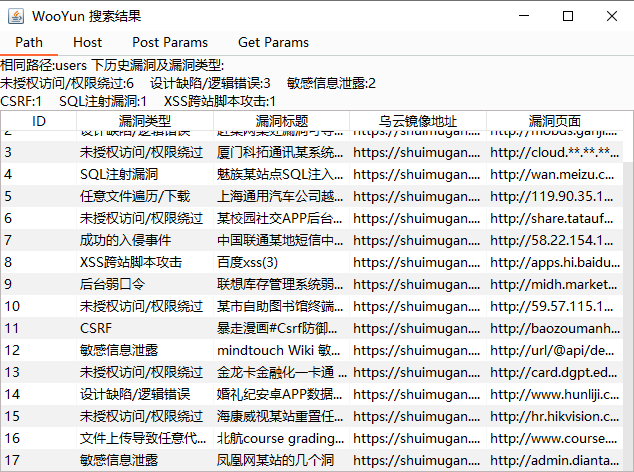 WooYun 搜索结果
Path Host Post Params Get Params
相同路径:users 下历史漏洞及漏洞类型:
未授权访问/权限绕过:6 设计缺陷/逻辑错误:3 敏感信息泄露:2
CSRF:1 SQL注射漏洞:1 XSS跨站脚本攻击:1
ID 漏洞类型 漏洞标题 乌云镜像地址 漏洞页面
2 设计缺陷/逻辑错误 赶集网某处漏洞可导... https://shuimugan.... http://mobds.ganji....
3 未授权访问/权限绕过 厦门科拓通讯某系统... https://shuimugan.... http://cloud.**.**.**...
4 SQL注射漏洞 魅族某站点SQL注入... https://shuimugan.... http://wan.meizu.c...
5 任意文件遍历/下载 上海通用汽车公司越... https://shuimugan.... http://119.90.35.1...
6 未授权访问/权限绕过 某校园社交APP后台... https://shuimugan.... http://share.tatauf...
7 成功的入侵事件 中国联通某地短信中... https://shuimugan.... http://58.22.154.1...
8 XSS跨站脚本攻击 百度xss(3) https://shuimugan.... http://apps.hi.baidu...
9 后台弱口令 联想库存管理系统弱... https://shuimugan.... http://midh.market...
10 未授权访问/权限绕过 某市自助图书馆终端... https://shuimugan.... http://59.57.115.1...
11 CSRF 暴走漫画#Csrf防御... https://shuimugan.... http://baozoumanh...
12 敏感信息泄露 mindtouch Wiki 敏... https://shuimugan.... http://url/@api/de...
13 未授权访问/权限绕过 金龙卡金融化一卡通 ... https://shuimugan.... http://card.dgpt.ed...
14 设计缺陷/逻辑错误 婚礼纪安卓APP数据... https://shuimugan.... http://www.hunliji.c...
15 未授权访问/权限绕过 海康威视某站重置任... https://shuimugan.... http://hr.hikvision.c...
16 文件上传导致任意代... 北航course grading... https://shuimugan.... http://www.course....
17 敏感信息泄露 凤凰网某站的几个洞 https://shuimugan.... http://admin.dianta...